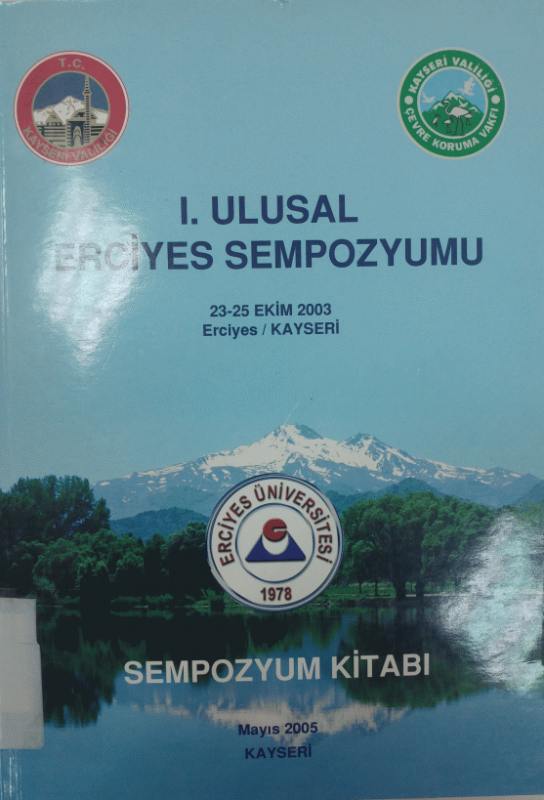 T.C.
KAYSERİ VALİLİĞİ
KAYSERİ VALİLİĞİ
ÇEVRE KORUMA VAKFI
I. ULUSAL
ERCİYES SEMPOZYUMU
23-25 EKİM 2003
Erciyes / KAYSERİ
ERCİYES ÜNİVERSİTESİ
1978
SEMPOZYUM KİTABI
Mayıs 2005
KAYSERİ